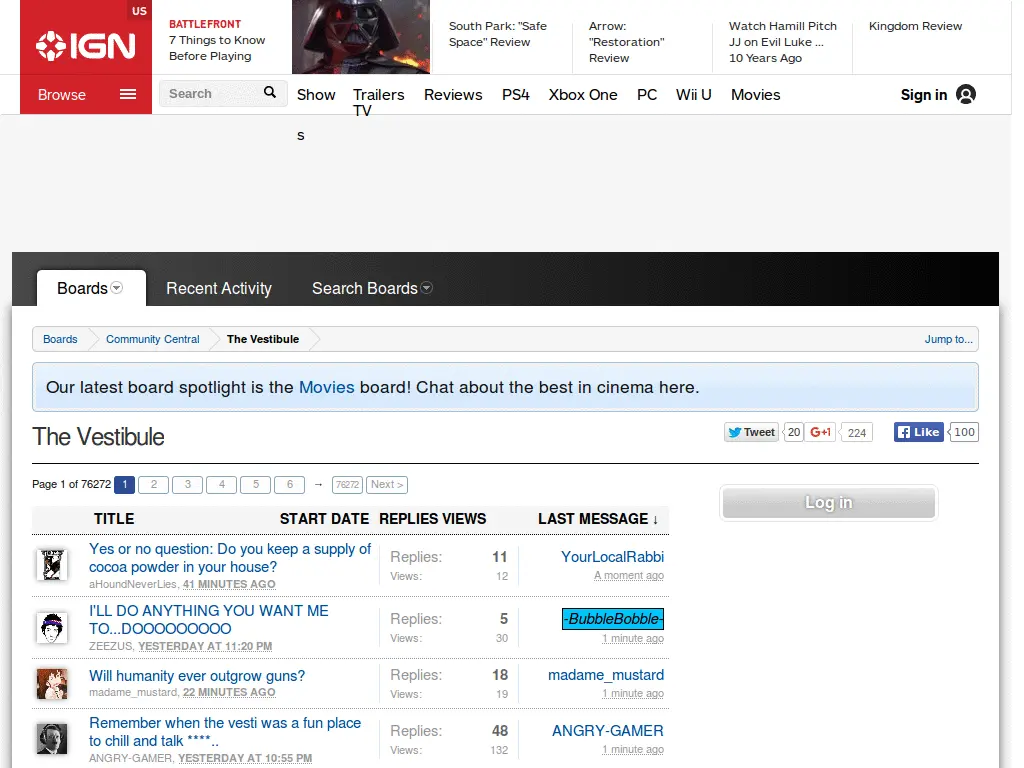 US
IGN
BATTLEFRONT
7 Things to Know
Before Playing
South Park: "Safe
Space" Review
Arrow:
"Restoration"
Review
Watch Hamill Pitch
JJ on Evil Luke ...
10 Years Ago
Kingdom Review
Browse
Search
Show
Trailers
Reviews
PS4
Xbox One
PC
Wii U
Movies
TV
s
Sign in
Boards
Recent Activity
Search Boards
Boards
Community Central
The Vestibule
Jump to...
Our latest board spotlight is the Movies board! Chat about the best in cinema here.
The Vestibule
Tweet 20
G+1 224
Like 100
Page 1 of 76272 1 2 3 4 5 6 → 76272 Next >
Log in
TITLE START DATE REPLIES VIEWS LAST MESSAGE ↓
Yes or no question: Do you keep a supply of
cocoa powder in your house?
aHoundNeverLies, 41 MINUTES AGO
Replies: 11
Views: 12
YourLocalRabbi
A moment ago
I'LL DO ANYTHING YOU WANT ME
TO...DOOOOOOOOO
ZEEZUS, YESTERDAY AT 11:20 PM
Replies: 5
Views: 30
-BubbleBobble-
1 minute ago
Will humanity ever outgrow guns?
madame_mustard, 22 MINUTES AGO
Replies: 18
Views: 19
madame_mustard
1 minute ago
Remember when the vesti was a fun place
to chill and talk ****..
ANGRY-GAMER, YESTERDAY AT 10:55 PM
Replies: 48
Views: 132
ANGRY-GAMER
1 minute ago